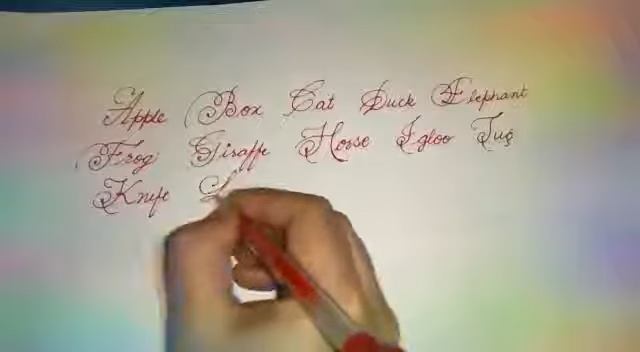 Apple Box Cat Duck Elephant
Frog Giraffe Horse Igloo Jug
Knife